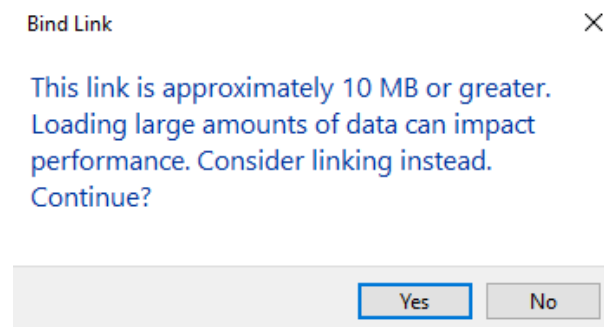 Bind Link
This link is approximately 10 MB or greater.
Loading large amounts of data can impact
performance. Consider linking instead.
Continue?
Yes No